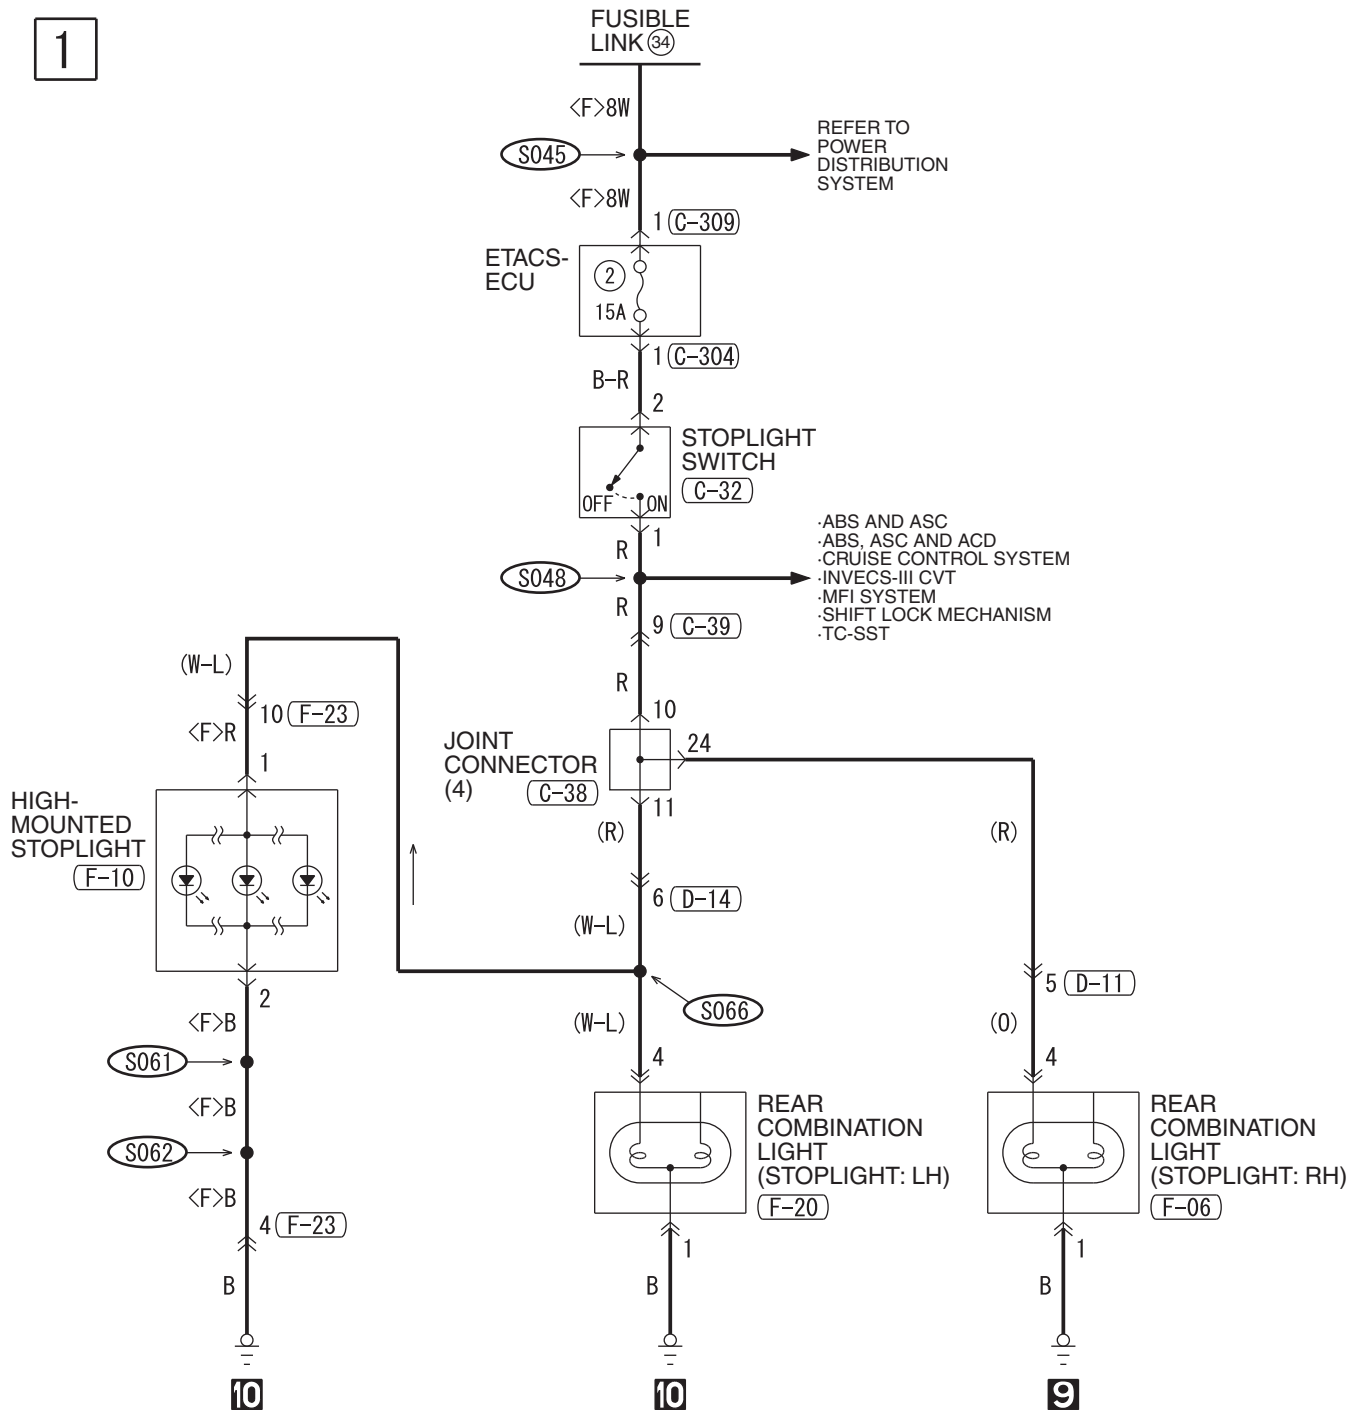 1
FUSIBLE
LINK 34
<F>8W
S045
REFER TO
POWER
DISTRIBUTION
SYSTEM
<F>8W
1 C-309
ETACS-
ECU
2
15A
1 C-304
B-R
2
STOPLIGHT
SWITCH
C-32
OFF ON
1
R
S048
·ABS AND ASC
·ABS, ASC AND ACD
·CRUISE CONTROL SYSTEM
·INVECS-III CVT
·MFI SYSTEM
·SHIFT LOCK MECHANISM
·TC-SST
R
9 C-39
R
(W-L)
10 F-23
<F>R
1
10
JOINT
CONNECTOR
(4)
C-38
24
11
HIGH-
MOUNTED
STOPLIGHT
F-10
(R)
(R)
6 D-14
(W-L)
S066
5 D-11
2
<F>B
(W-L)
(O)
S061
4
4
<F>B
REAR
COMBINATION
LIGHT
(STOPLIGHT: LH)
F-20
REAR
COMBINATION
LIGHT
(STOPLIGHT: RH)
F-06
S062
<F>B
4 F-23
1
1
B
B
B
10
10
9